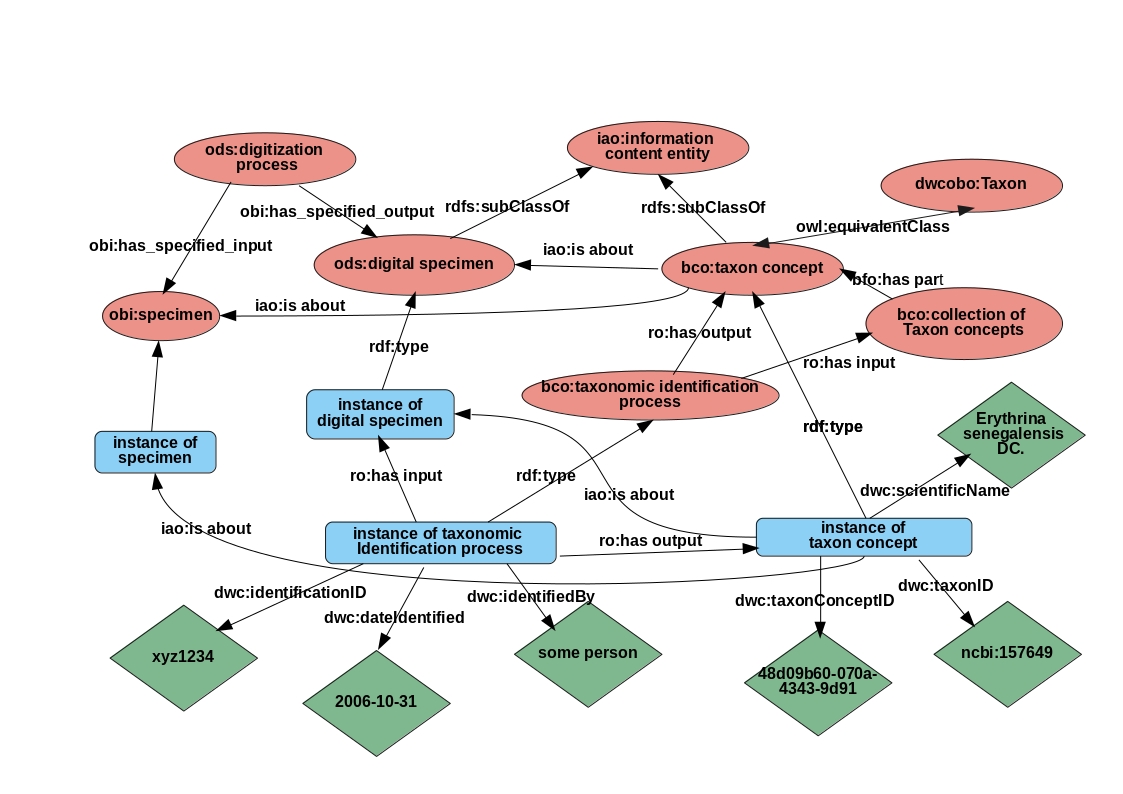 ods:digitization
process
iao:information
content entity
dwcobo:Taxon
obi:has_specified_output
rdfs:subClassOf
rdfs:subClassOf
owl:equivalentClass
obi:has_specified_input
iao:is about
ods:digital specimen
bco:taxon concept
bfo:has part
iao:is about
obi:specimen
bco:collection of
Taxon concepts
rdf:type
ro:has output
ro:has input
bco:taxonomic identification
process
instance of
digital specimen
Erythrina
senegalensis
DC.
rdf:type
instance of
specimen
ro:has input
rdf:type
iao:is about
dwc:scientificName
iao:is about
instance of taxonomic
Identification process
ro:has output
instance of
taxon concept
dwc:identificationID
dwc:dateIdentified
dwc:identifiedBy
dwc:taxonConceptID
dwc:taxonID
xyz1234
2006-10-31
some person
48d09b60-070a-
4343-9d91
ncbi:157649